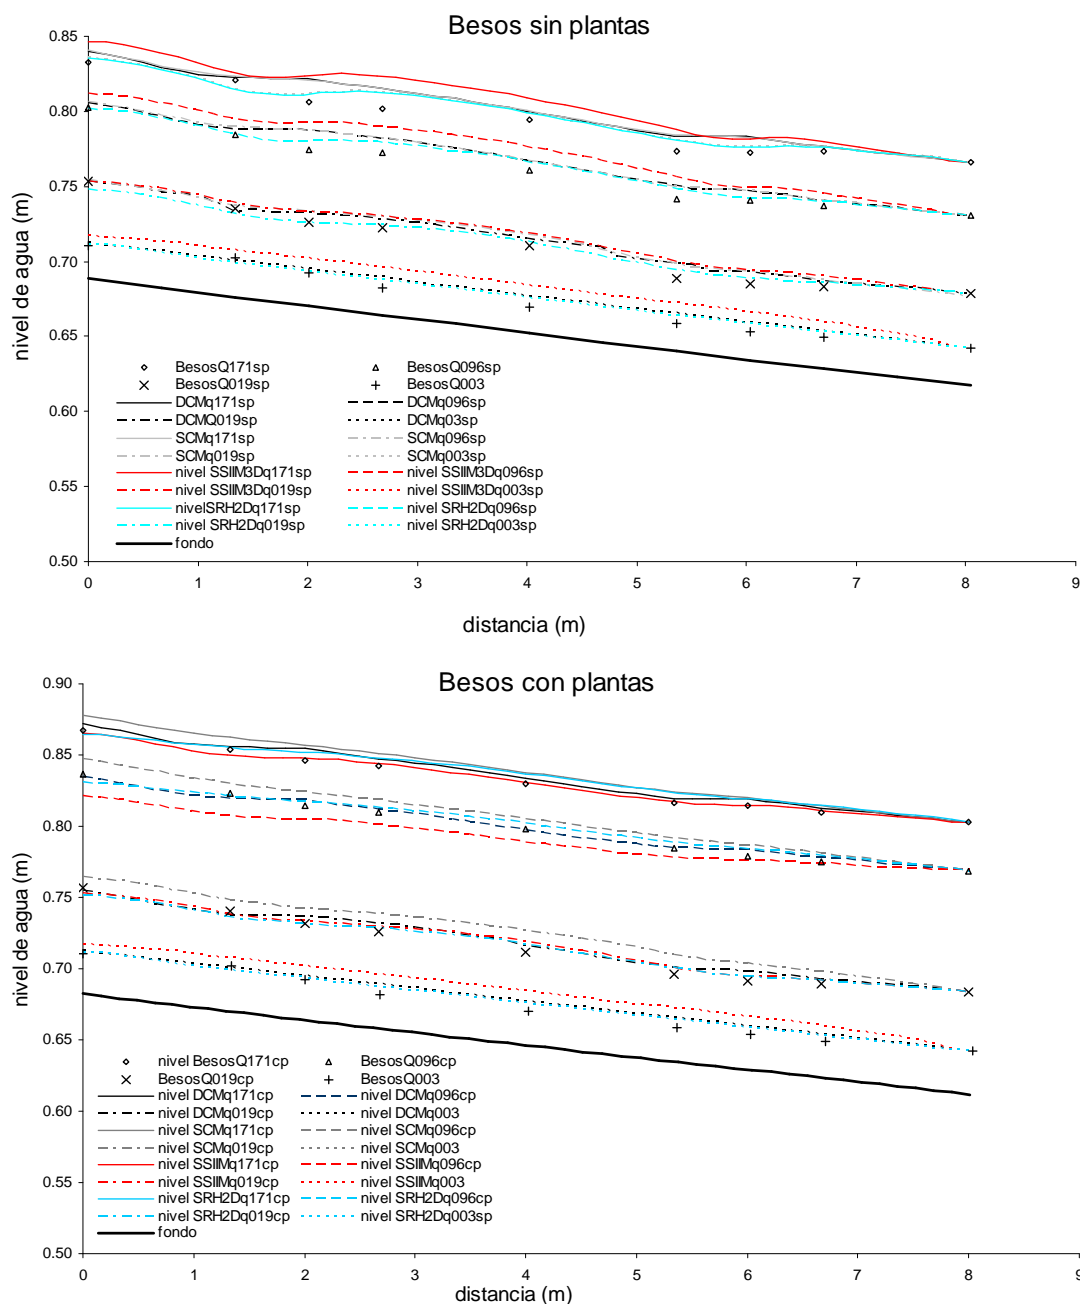 Besos sin plantas
0.85
0.80
0.75
0.70
0.65
0.60
0.55
0.50
nivel de agua (m)
BesosQ171sp BesosQ096sp
BesosQ019sp BesosQ003
DCMq171sp DCMq096sp
DCMQ019sp DCMq03sp
SCMq171sp SCMq096sp
SCMq019sp SCMq003sp
nivel SSIIM3Dq171sp nivel SSIIM3Dq096sp
nivel SSIIM3Dq019sp nivel SSIIM3Dq003sp
nivelSRH2Dq171sp nivel SRH2Dq096sp
nivel SRH2Dq019sp nivel SRH2Dq003sp
fondo
0 1 2 3 4 5 6 7 8 9
distancia (m)
Besos con plantas
0.90
0.85
0.80
0.75
0.70
0.65
0.60
0.55
0.50
nivel de agua (m)
nivel BesosQ171cp BesosQ096cp
BesosQ019cp BesosQ003
nivel DCMq171cp nivel DCMq096cp
nivel DCMq019cp nivel DCMq003
nivel SCMq171cp nivel SCMq096cp
nivel SCMq019cp nivel SCMq003
nivel SSIIMq171cp nivel SSIIMq096cp
nivel SSIIMq019cp nivel SSIIMq003
nivel SRH2Dq171cp nivel SRH2Dq096cp
nivel SRH2Dq019cp nivel SRH2Dq003sp
fondo
0 1 2 3 4 5 6 7 8 9
distancia (m)